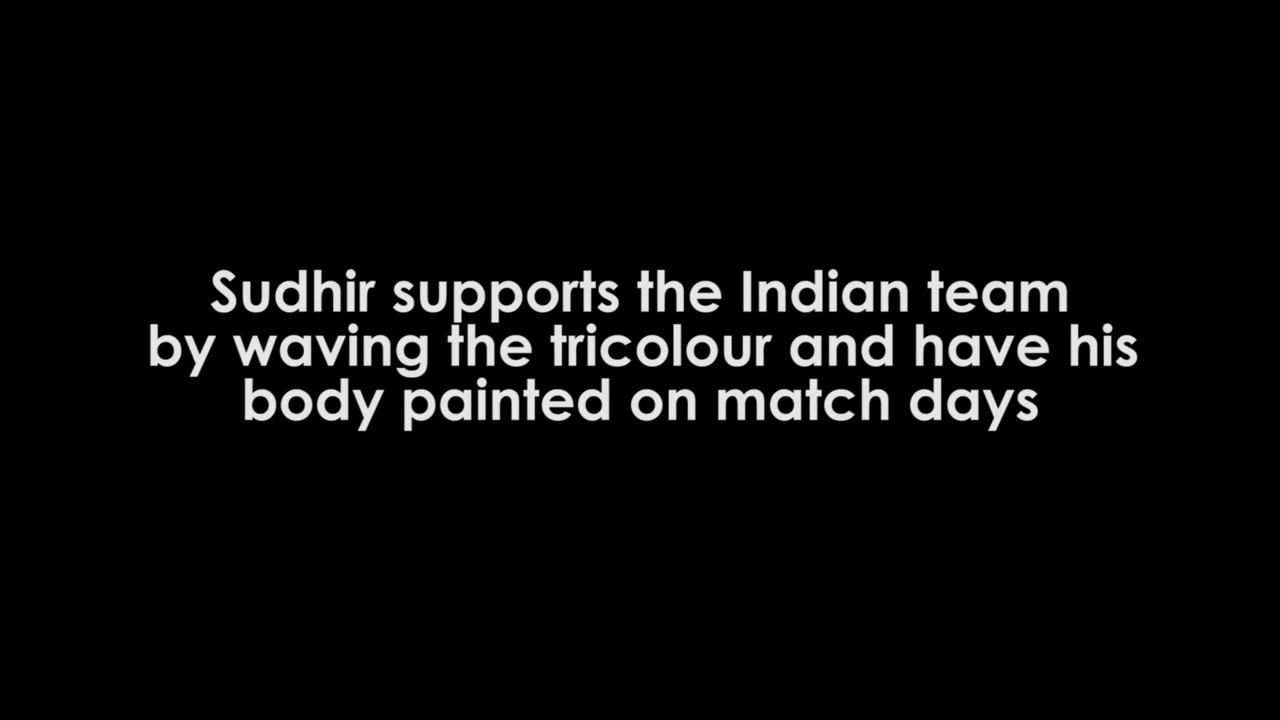 Sudhir supports the Indian team
by waving the tricolour and have his
body painted on match days